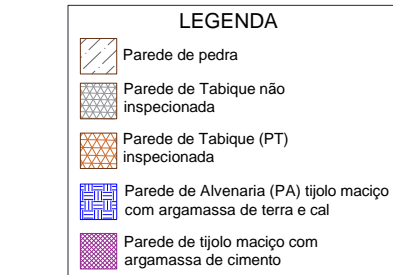 LEGENDA
Parede de pedra
Parede de Tabique não
inspecionada
Parede de Tabique (PT)
inspecionada
Parede de Alvenaria (PA) tijolo maciço
com argamassa de terra e cal
Parede de tijolo maciço com
argamassa de cimento